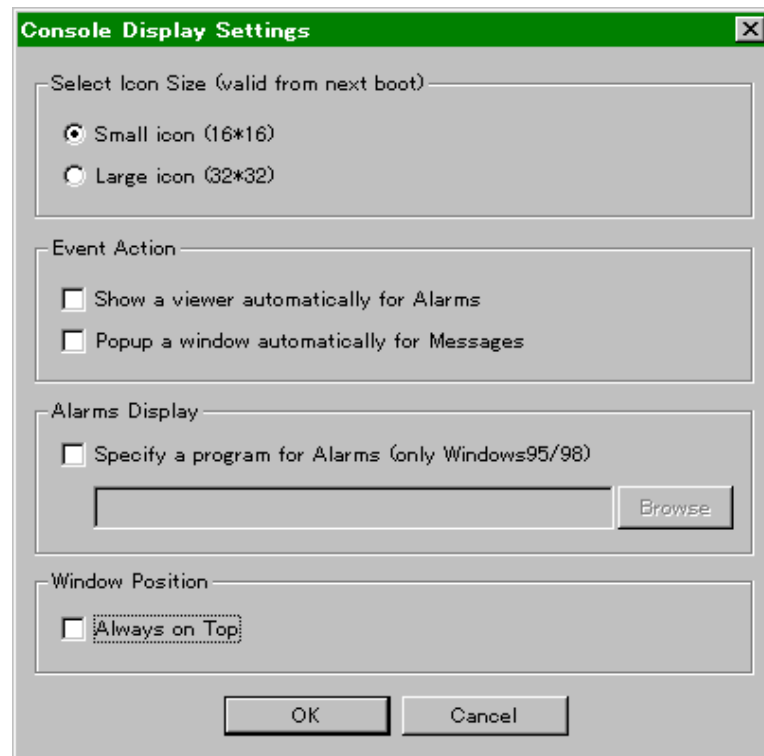 Console Display Settings
Select Icon Size (valid from next boot)
Small icon (16*16)
Large icon (32*32)
Event Action
Show a viewer automatically for Alarms
Popup a window automatically for Messages
Alarms Display
Specify a program for Alarms (only Windows95/98)
Browse
Window Position
Always on Top
OK Cancel